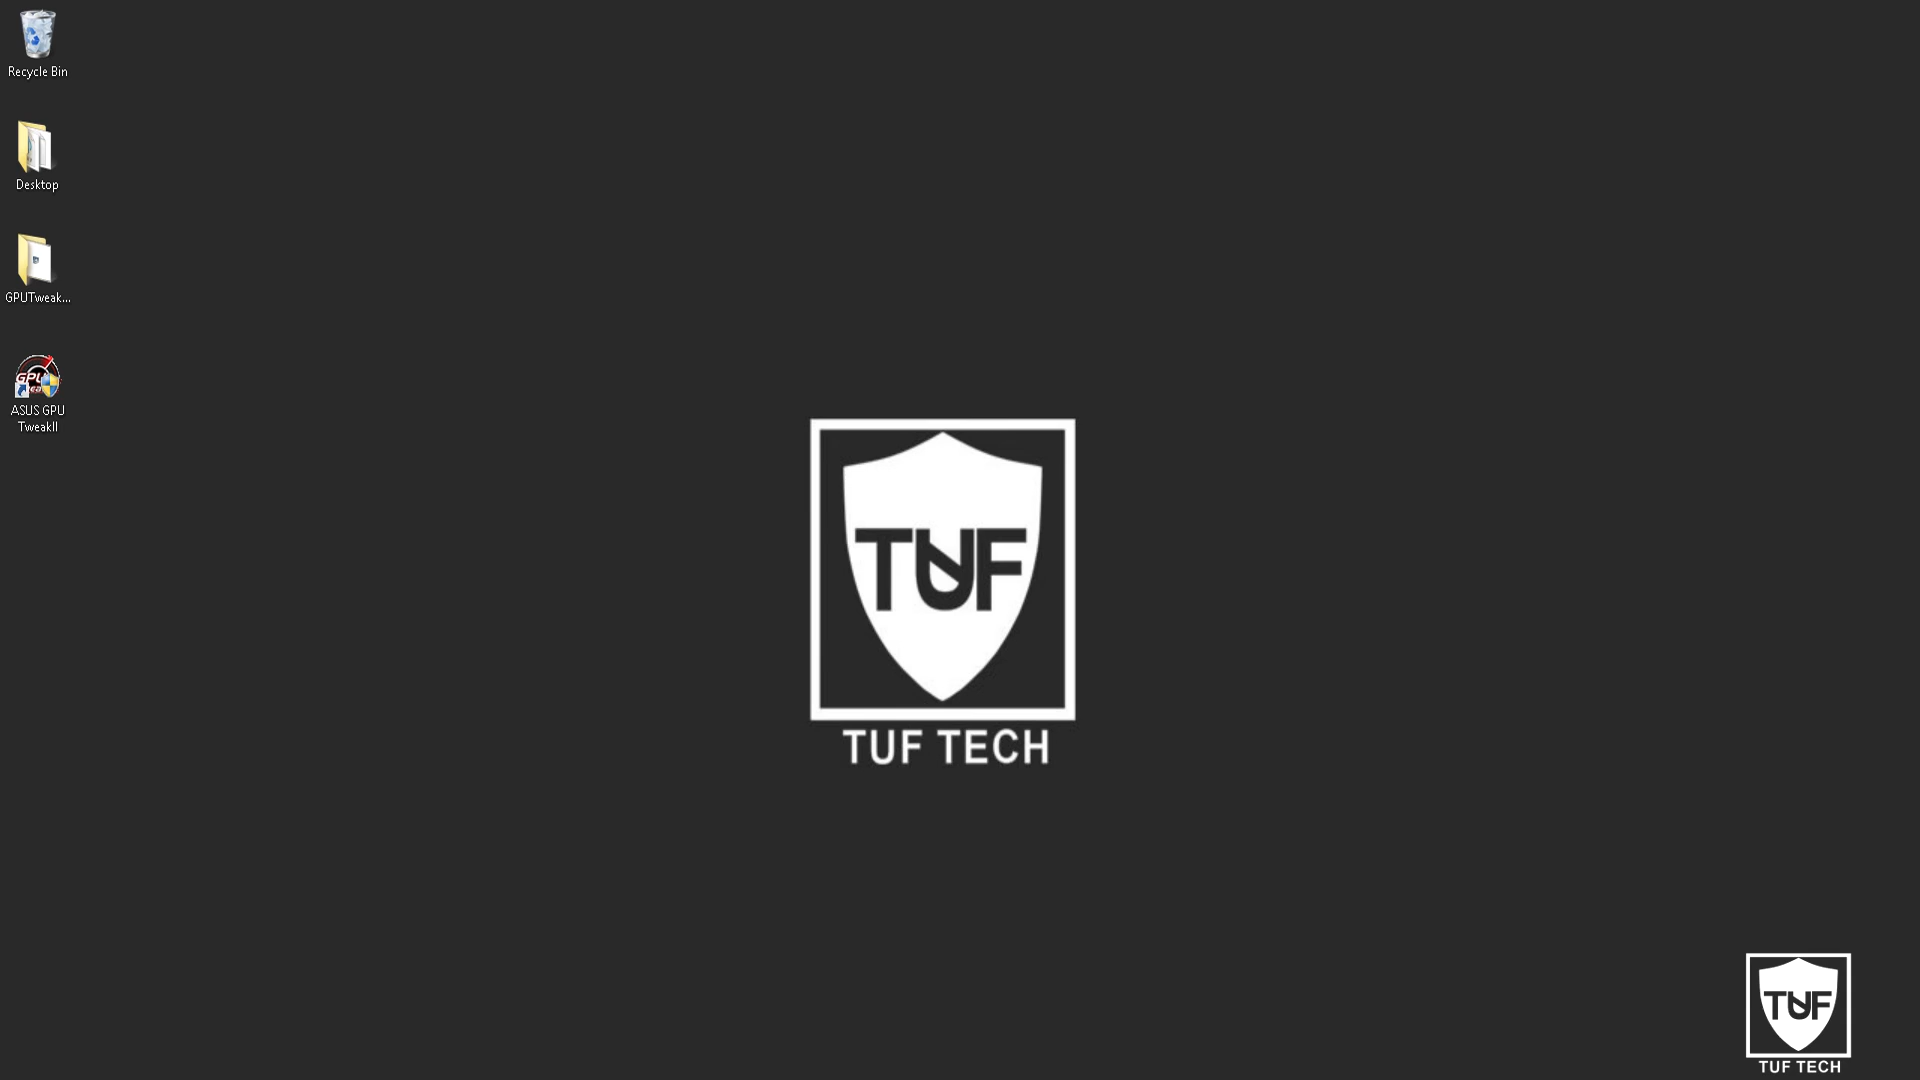 Recycle Bin
Desktop
GPUTweak...
ASUS GPU
TweakII
TUF
TUF TECH
TUF
TUF TECH